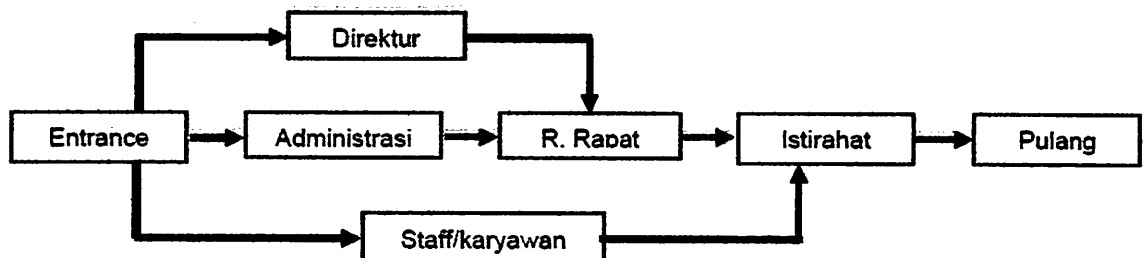 Direktur
Entrance
Administrasi
R. Rapat
Istirahat
Pulang
Staff/karyawan